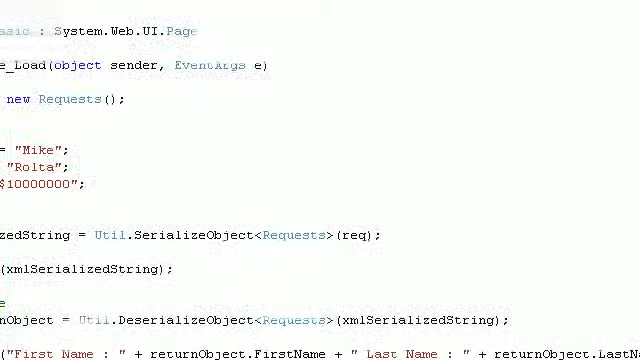 asic : System.Web.UI.Page
e_Load(object sender, EventArgs e)
new Requests();
= "Mike";
"Rolta";
$10000000";
zedString = Util.SerializeObject<Requests>(req);
(xmlSerializedString);
e
nObject = Util.DeserializeObject<Requests>(xmlSerializedString);
("First Name : " + returnObject.FirstName + " Last Name : " + returnObject.LastN